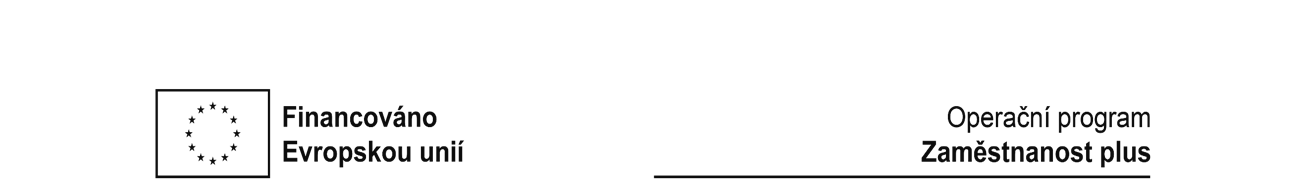 Financováno
Evropskou unií
Operační program
Zaměstnanost plus